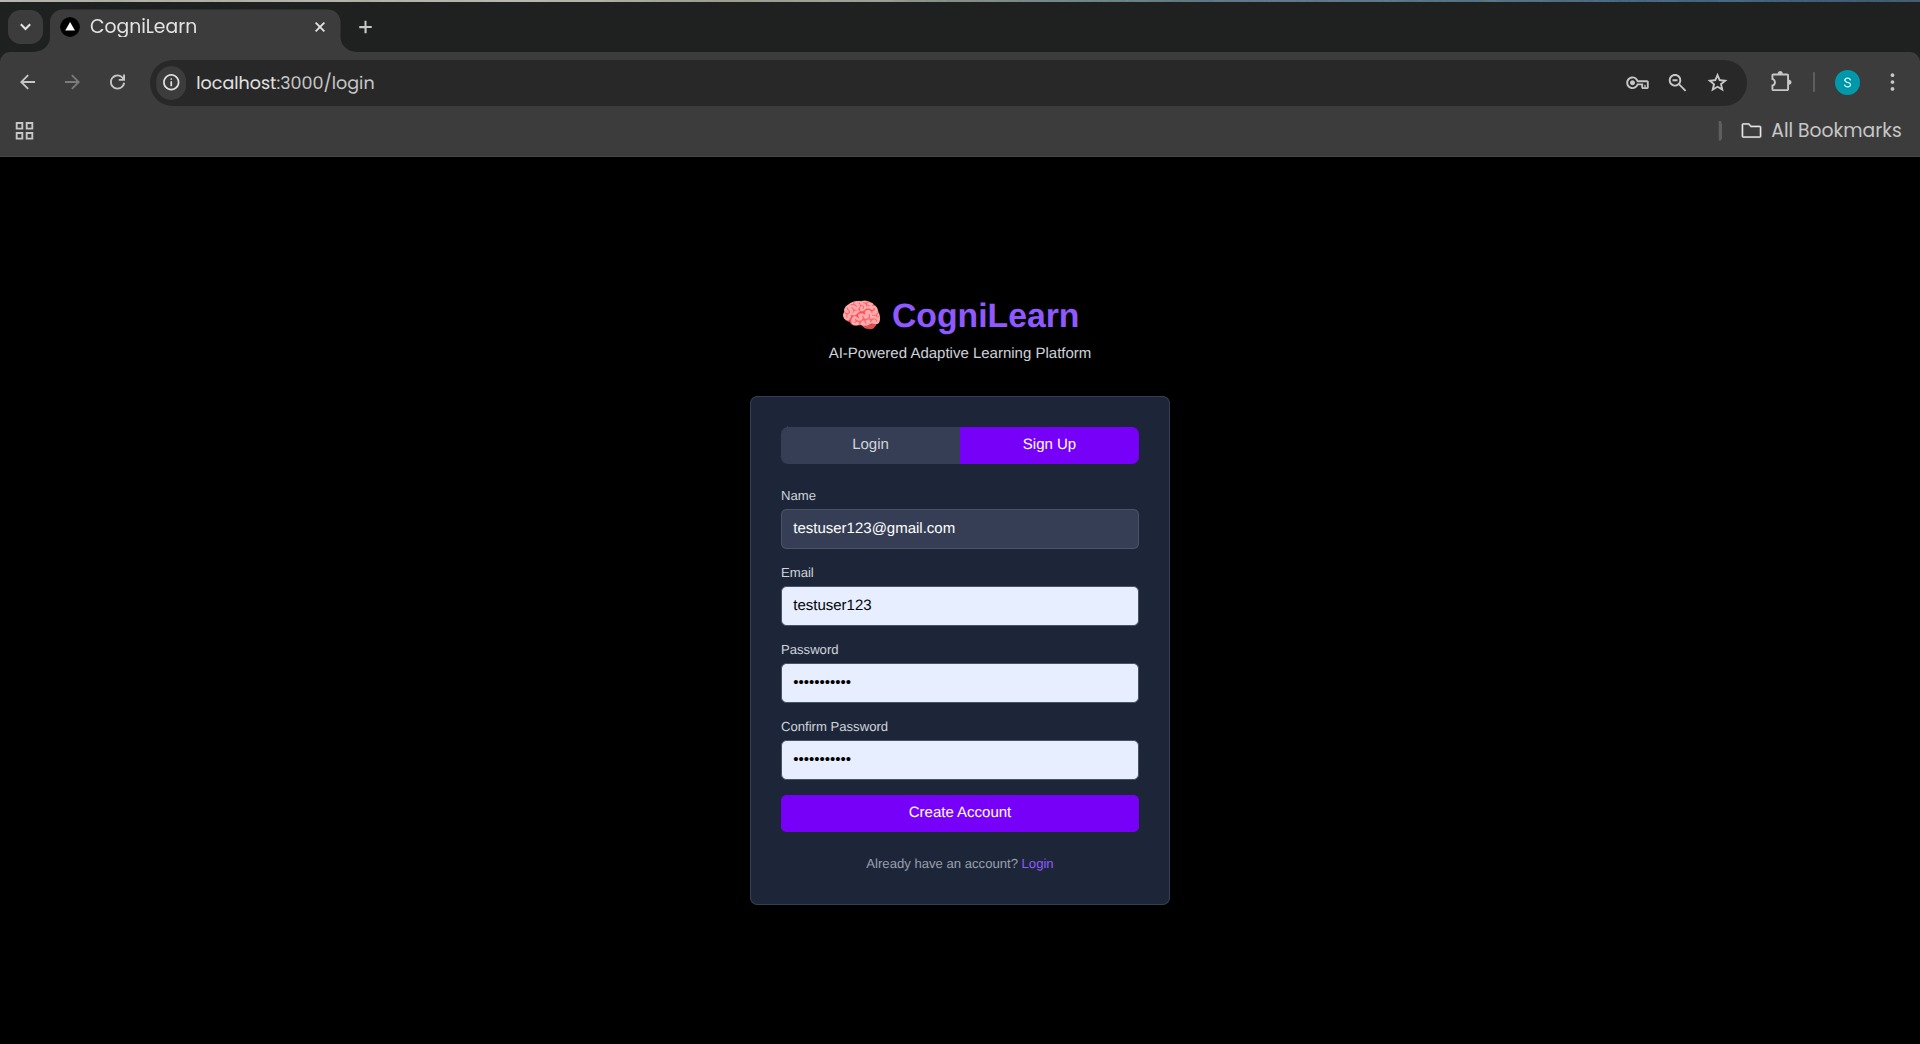 CogniLearn
localhost:3000/login
S
All Bookmarks
CogniLearn
AI-Powered Adaptive Learning Platform
Login
Sign Up
Name
testuser123@gmail.com
Email
testuser123
Password
•••••••••••
Confirm Password
•••••••••••
Create Account
Already have an account? Login